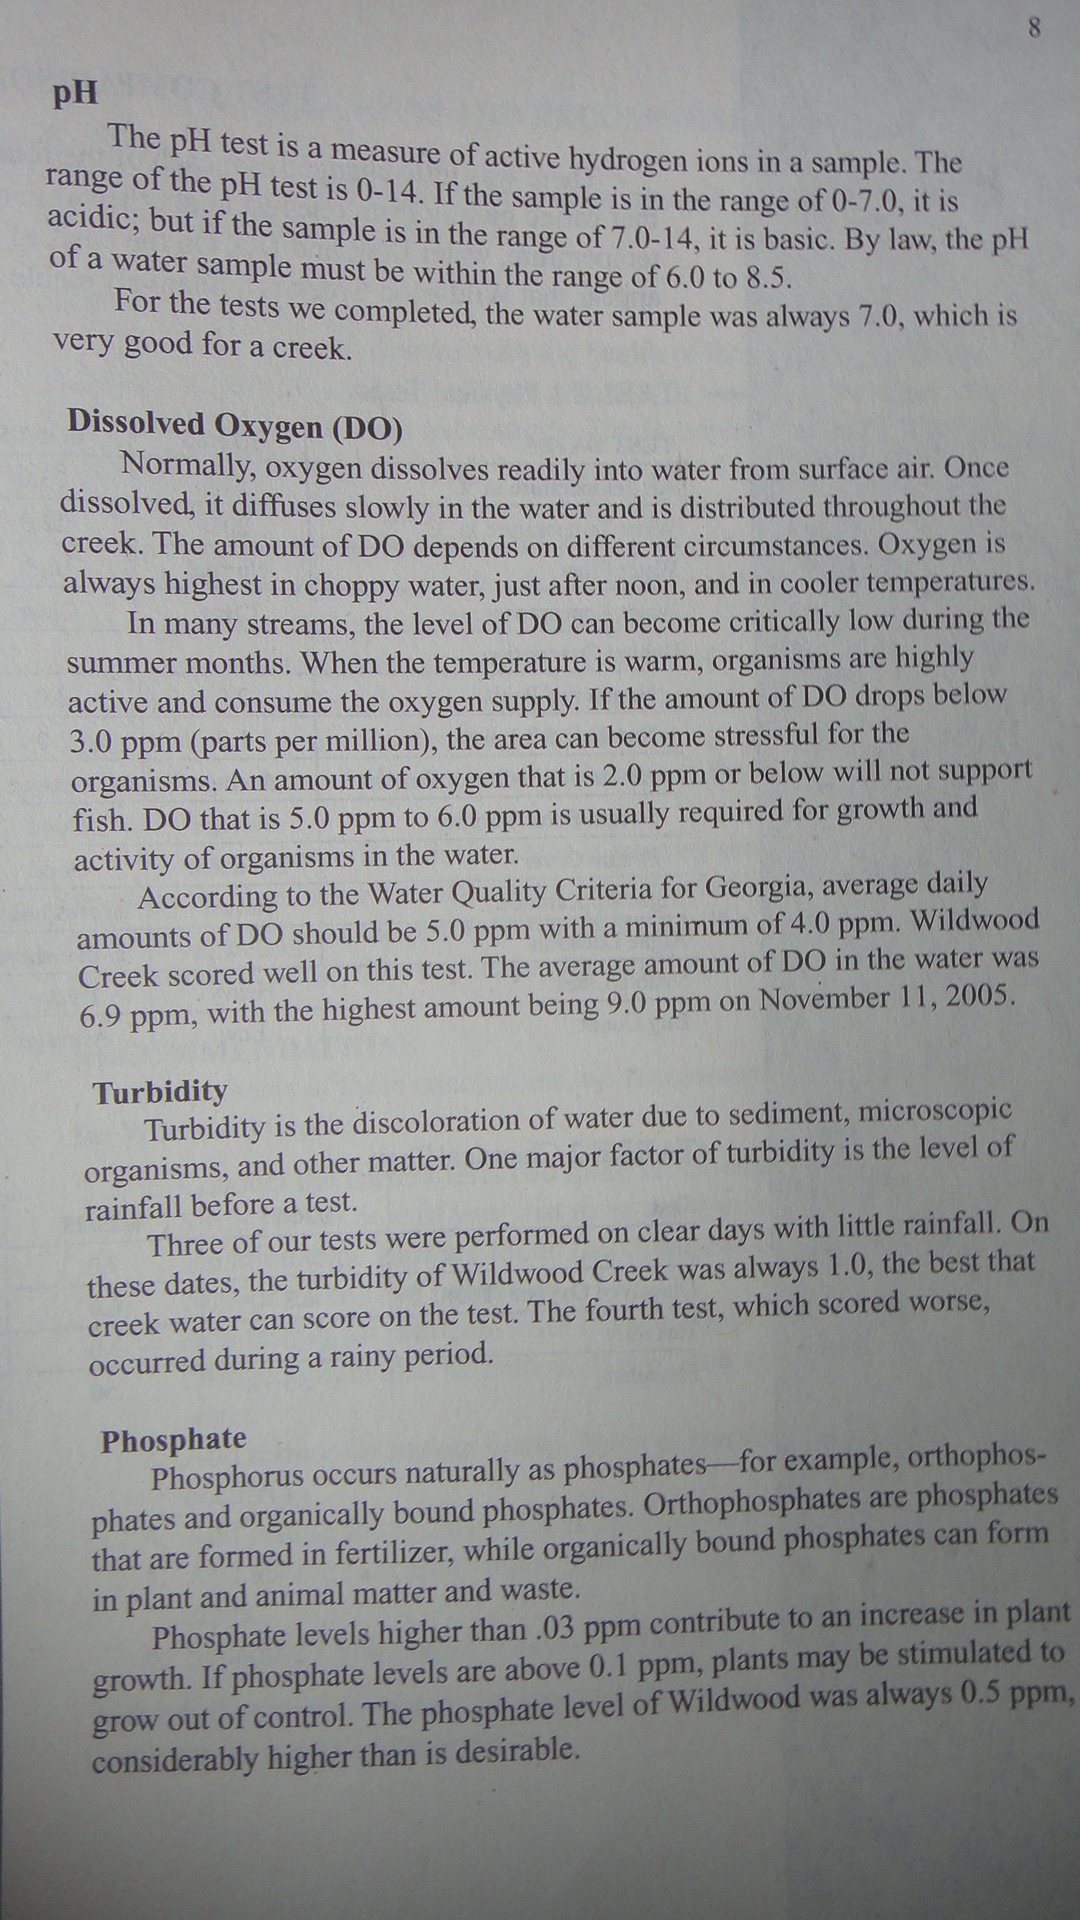 8
pH
The pH test is a measure of active hydrogen ions in a sample. The
range of the pH test is 0-14. If the sample is in the range of 0-7.0, it is
acidic; but if the sample is in the range of 7.0-14, it is basic. By law, the pH
of a water sample must be within the range of 6.0 to 8.5.
For the tests we completed, the water sample was always 7.0, which is
very good for a creek.
Dissolved Oxygen (DO)
Normally, oxygen dissolves readily into water from surface air. Once
dissolved, it diffuses slowly in the water and is distributed throughout the
creek. The amount of DO depends on different circumstances. Oxygen is
always highest in choppy water, just after noon, and in cooler temperatures.
In many streams, the level of DO can become critically low during the
summer months. When the temperature is warm, organisms are highly
active and consume the oxygen supply. If the amount of DO drops below
3.0 ppm (parts per million), the area can become stressful for the
organisms. An amount of oxygen that is 2.0 ppm or below will not support
fish. DO that is 5.0 ppm to 6.0 ppm is usually required for growth and
activity of organisms in the water.
According to the Water Quality Criteria for Georgia, average daily
amounts of DO should be 5.0 ppm with a minimum of 4.0 ppm. Wildwood
Creek scored well on this test. The average amount of DO in the water was
6.9 ppm, with the highest amount being 9.0 ppm on November 11, 2005.
Turbidity
Turbidity is the discoloration of water due to sediment, microscopic
organisms, and other matter. One major factor of turbidity is the level of
rainfall before a test.
Three of our tests were performed on clear days with little rainfall. On
these dates, the turbidity of Wildwood Creek was always 1.0, the best that
creek water can score on the test. The fourth test, which scored worse,
occurred during a rainy period.
Phosphate
Phosphorus occurs naturally as phosphates—for example, orthophos-
phates and organically bound phosphates. Orthophosphates are phosphates
that are formed in fertilizer, while organically bound phosphates can form
in plant and animal matter and waste.
Phosphate levels higher than .03 ppm contribute to an increase in plant
growth. If phosphate levels are above 0.1 ppm, plants may be stimulated to
grow out of control. The phosphate level of Wildwood was always 0.5 ppm,
considerably higher than is desirable.